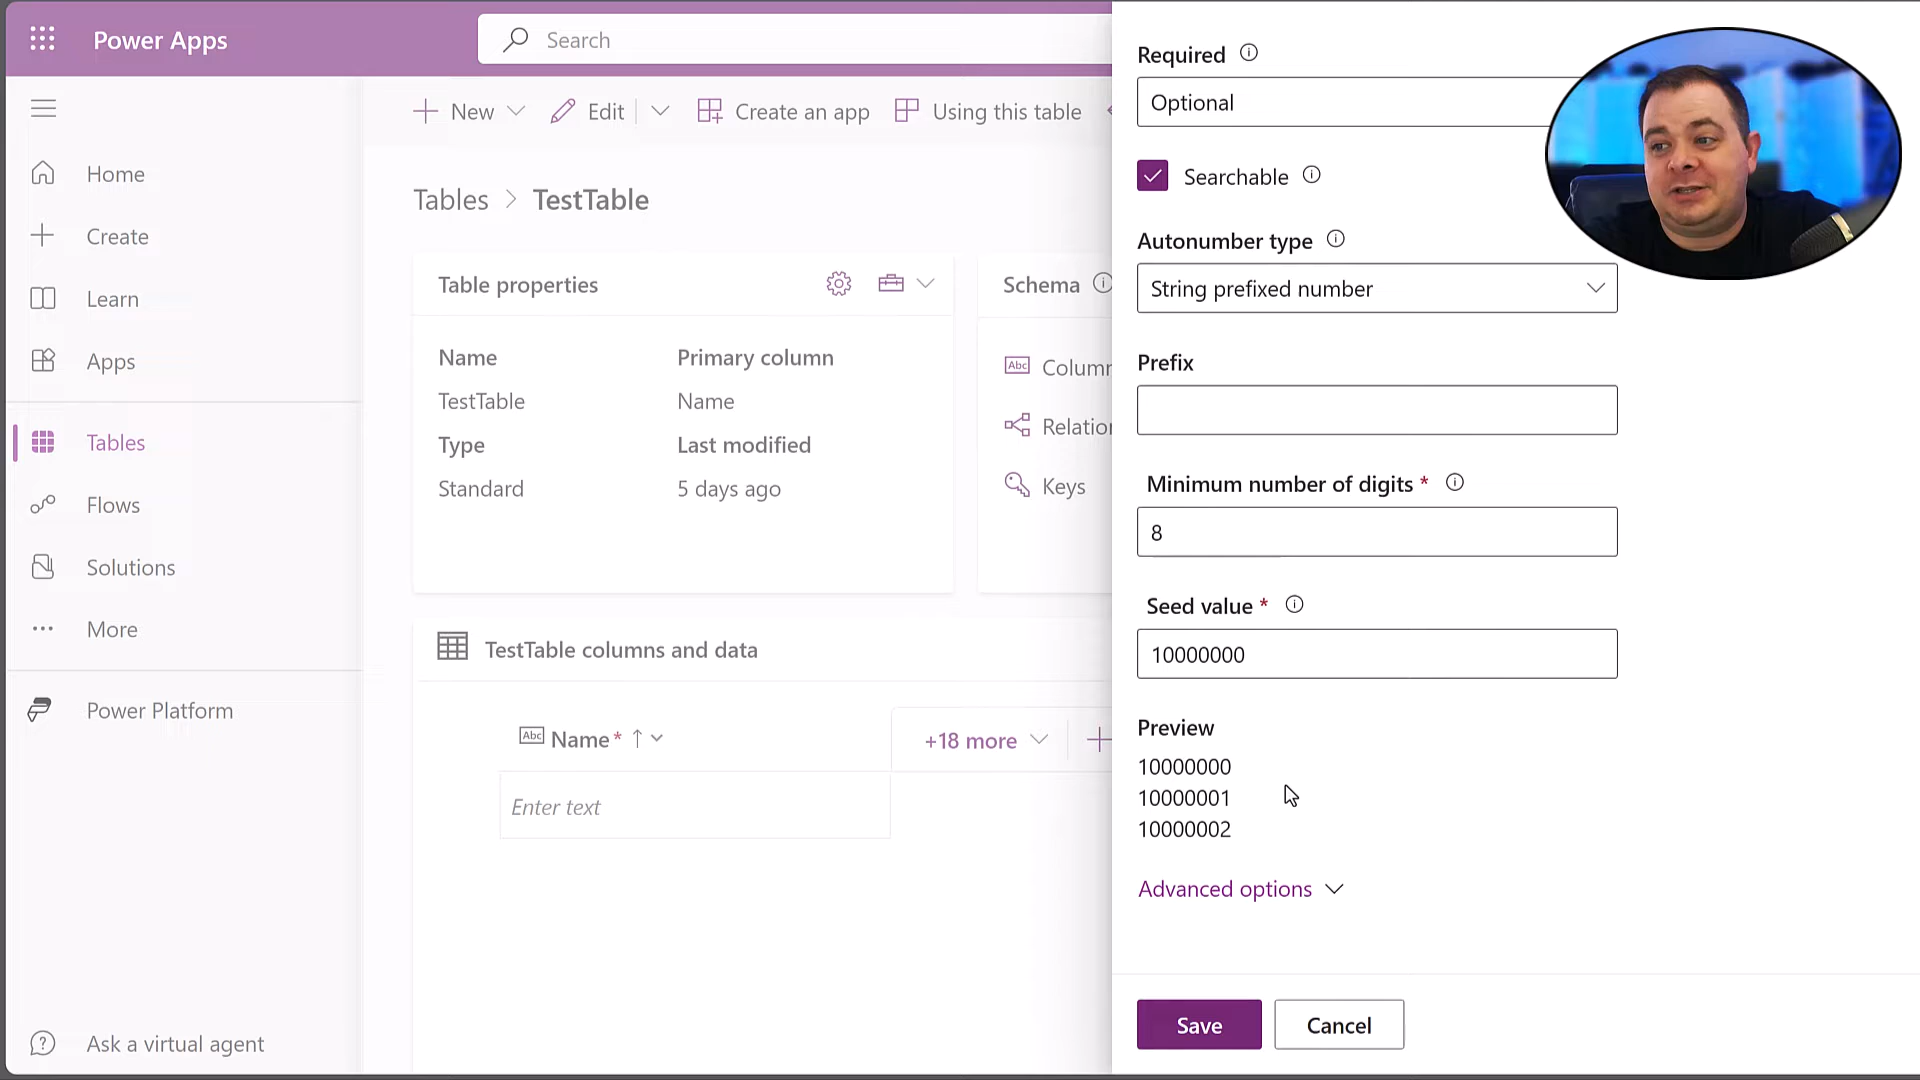 Power Apps
Search
Home
Create
Learn
Apps
Tables
Flows
Solutions
More
Power Platform
Ask a virtual agent
New
Edit
Create an app
Using this table
Tables > TestTable
Table properties
Name
Primary column
TestTable
Name
Type
Last modified
Standard
5 days ago
Schema
Abc
Relation
Keys
TestTable columns and data
Abc Name*
+18 more
Enter text
Required
Optional
Searchable
Autonumber type
String prefixed number
Prefix
Minimum number of digits *
8
Seed value *
10000000
Preview
10000000
10000001
10000002
Advanced options
Save
Cancel